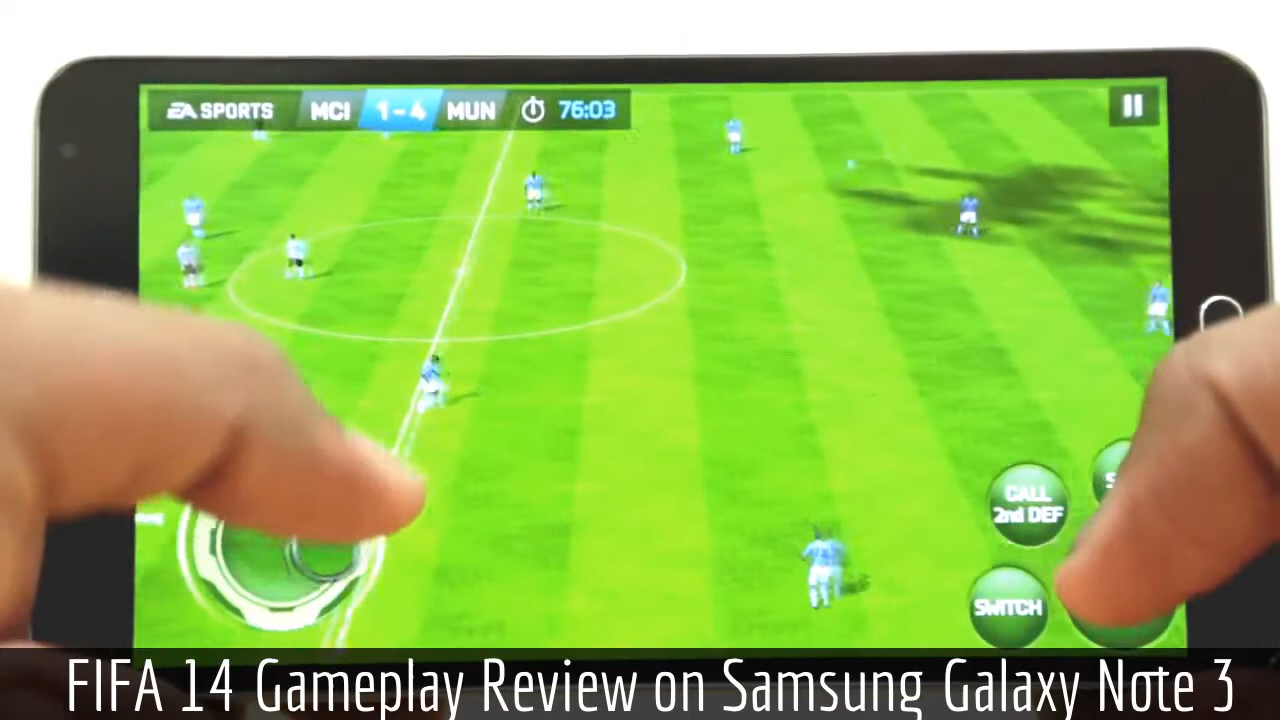 EA SPORTS MCI 1-4 MUN 76:03
CALL
2nd DEF
SWITCH
FIFA 14 Gameplay Review on Samsung Galaxy Note 3